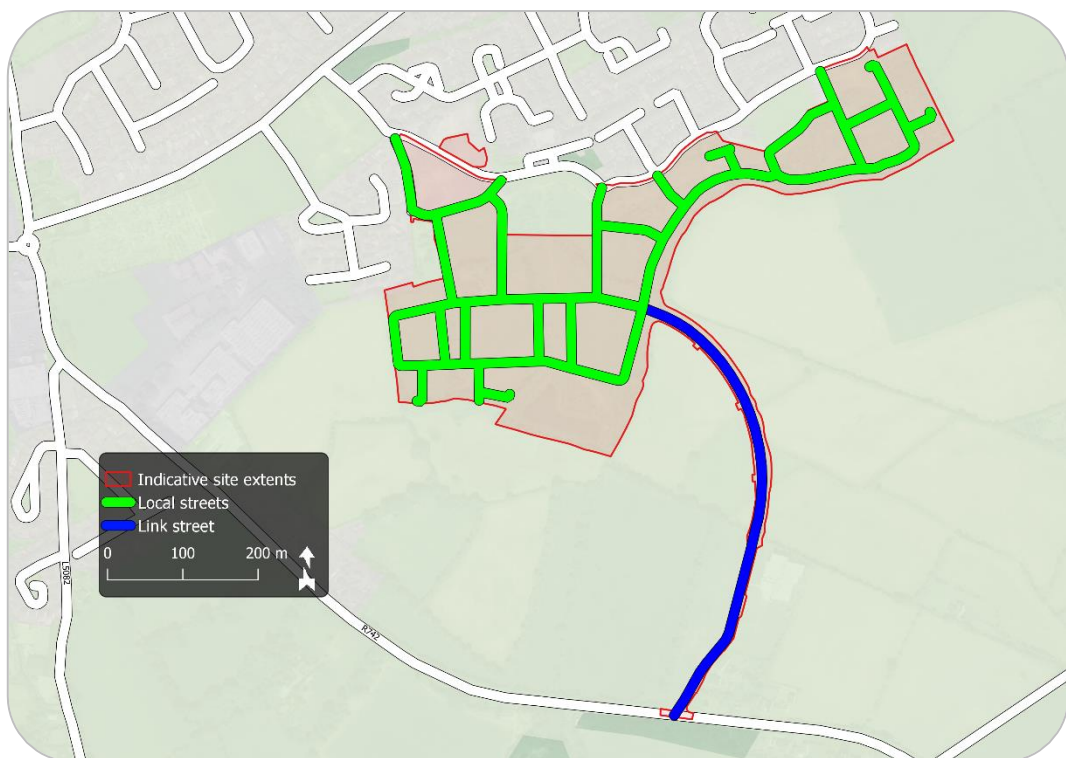 Indicative site extents
Local streets
Link street
0 100 200 m
L5082
R742